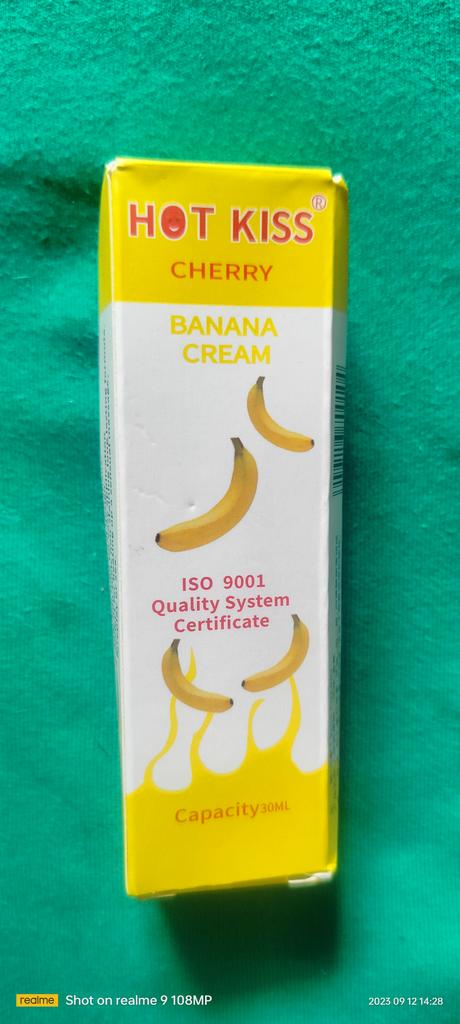 HOT KISS®
CHERRY
BANANA
CREAM
ISO 9001
Quality System
Certificate
Capacity30ML
realme Shot on realme 9 108MP
2023 09 12 14:28